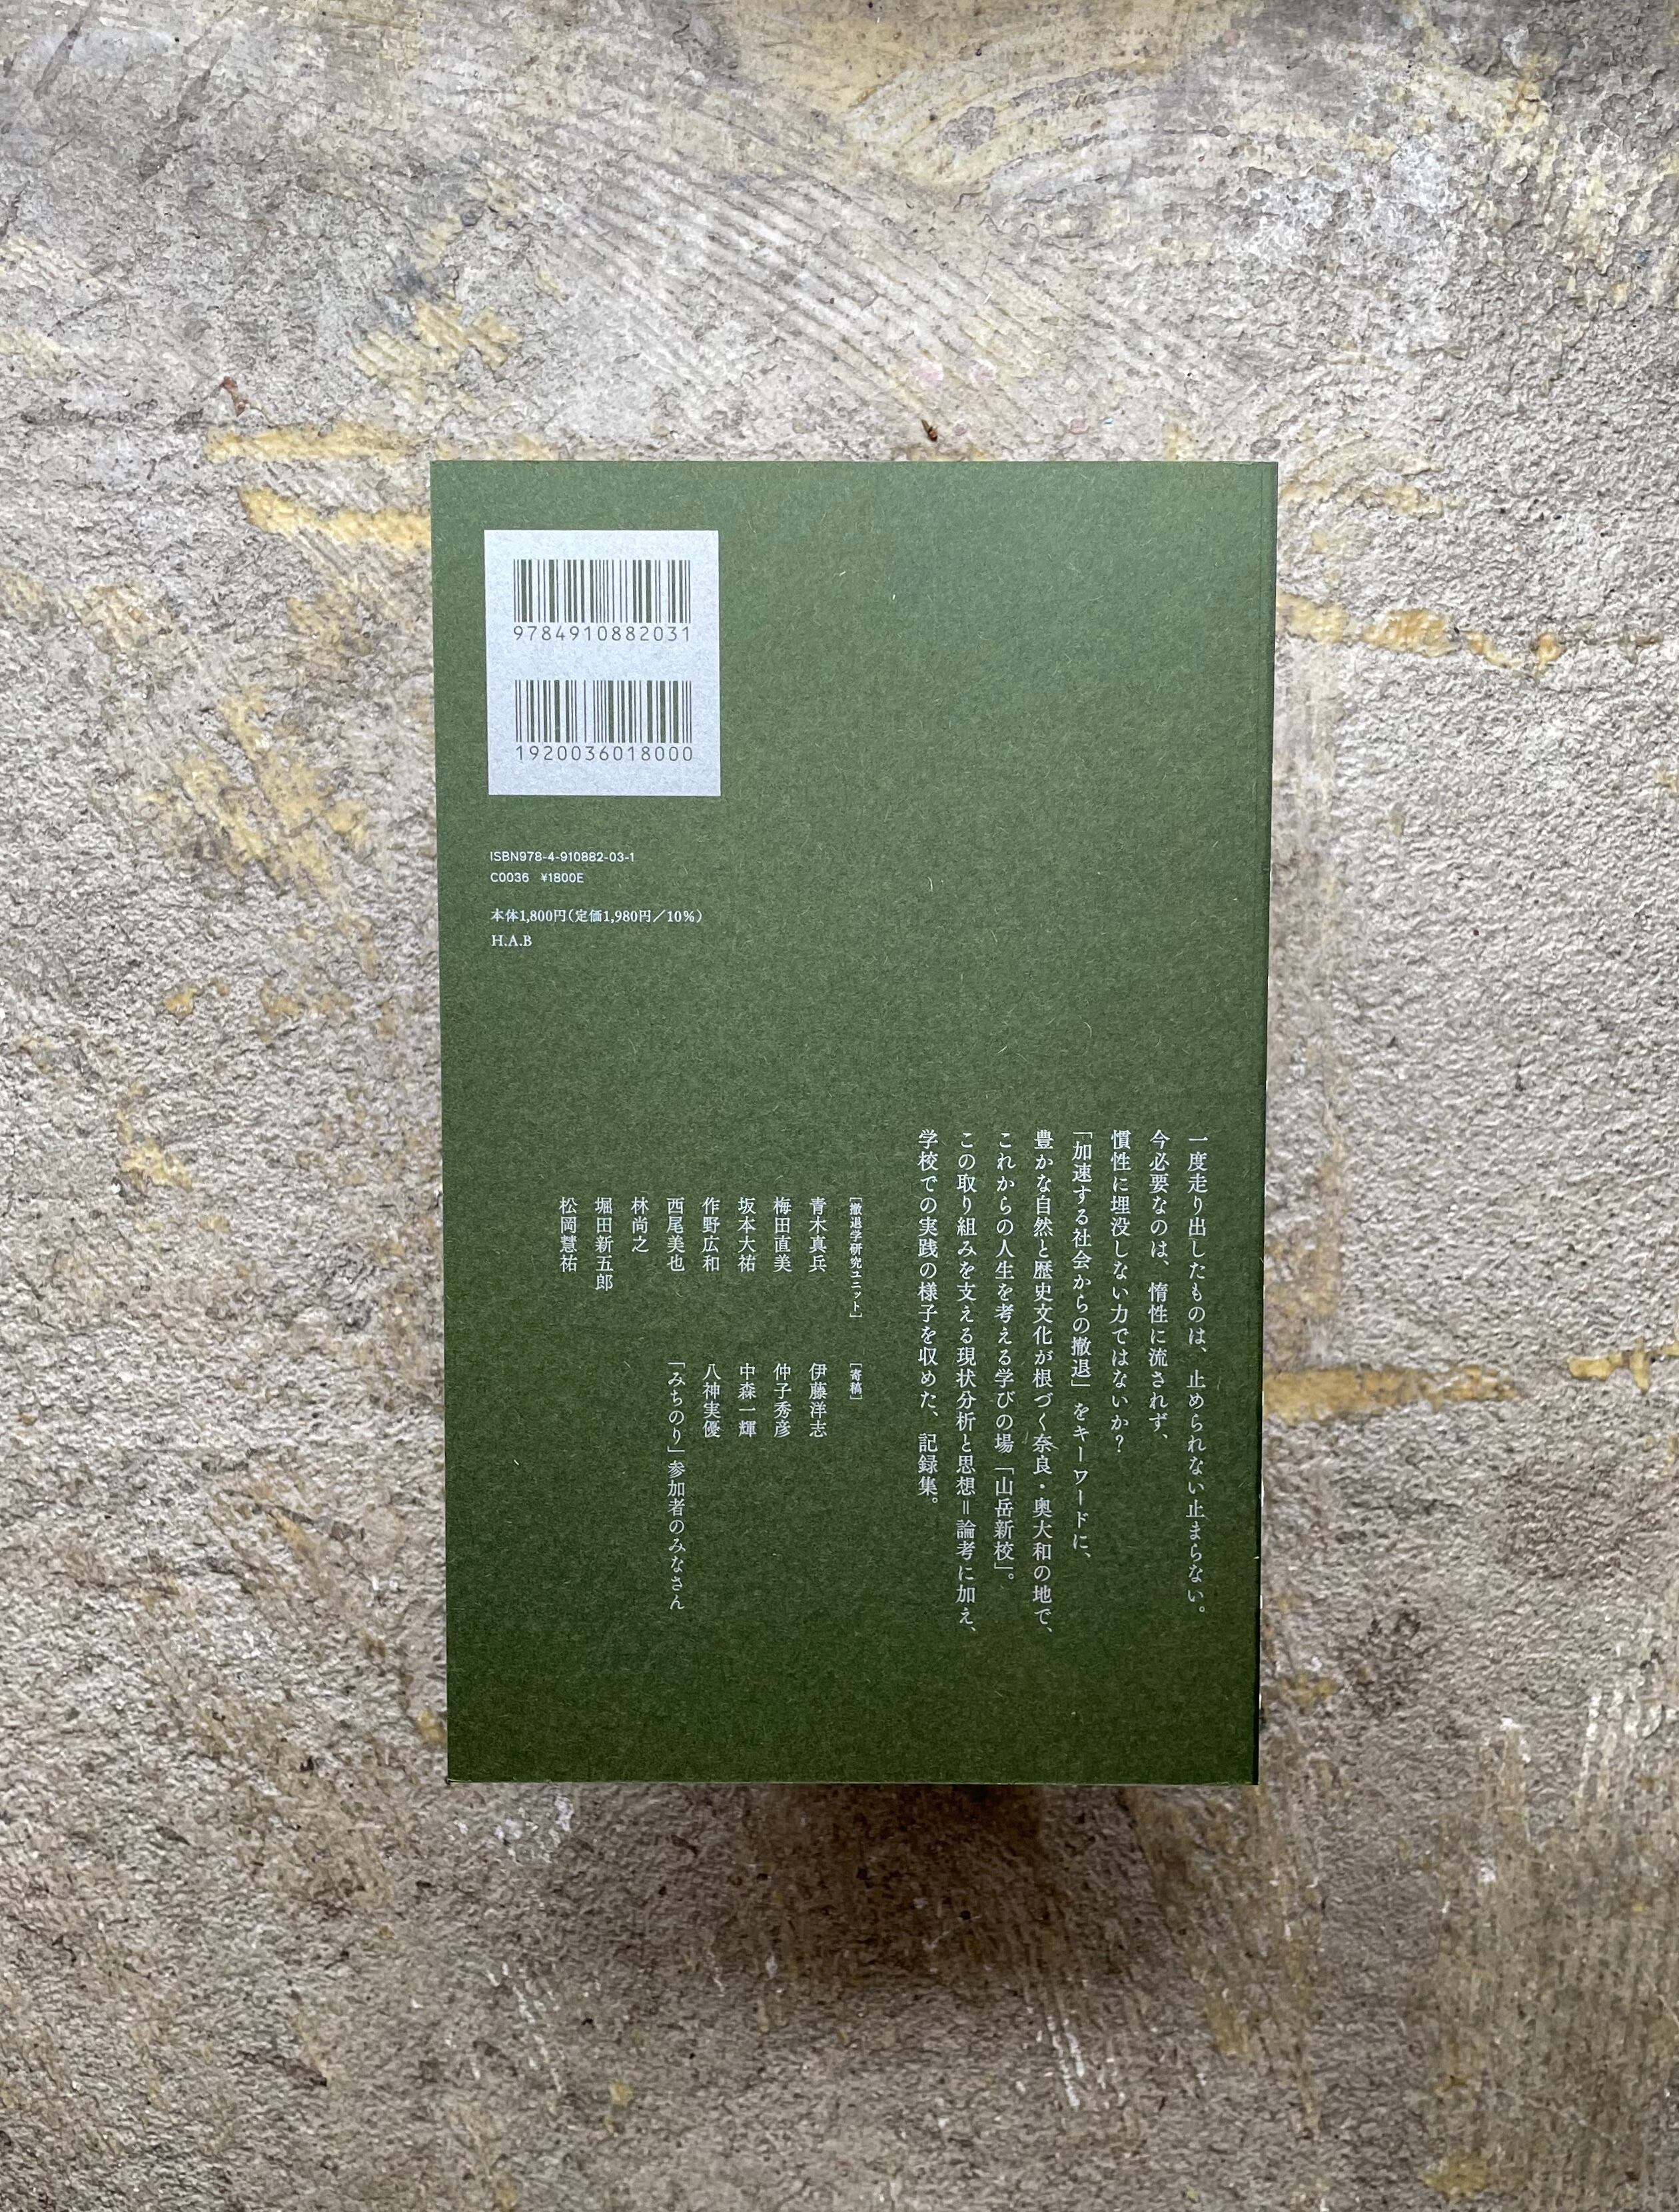 9784910882031
1920036018000
ISBN978-4-910882-03-1
C0036 ¥1800E
本体1,800円(定価1,980円/10%)
H.A.B
一度走り出したものは、止められない止まらない。
今必要なのは、惰性に流されず、
慣性に埋没しない力ではないか?
「加速する社会からの撤退」をキーワードに、
豊かな自然と歴史文化が根づく奈良・奥大和の地で、
これからの人生を考える学びの場「山岳新校」。
この取り組みを支える現状分析と思想=論考に加え、
学校での実践の様子を収めた、記録集。
[撤退学研究ユニット]
青木真兵
梅田直美
坂本大祐
作野広和
西尾美也
林尚之
堀田新五郎
松岡慧祐
[寄稿]
伊藤洋志
仲子秀彦
中森一輝
八神実優
「みちのり」参加者のみなさん